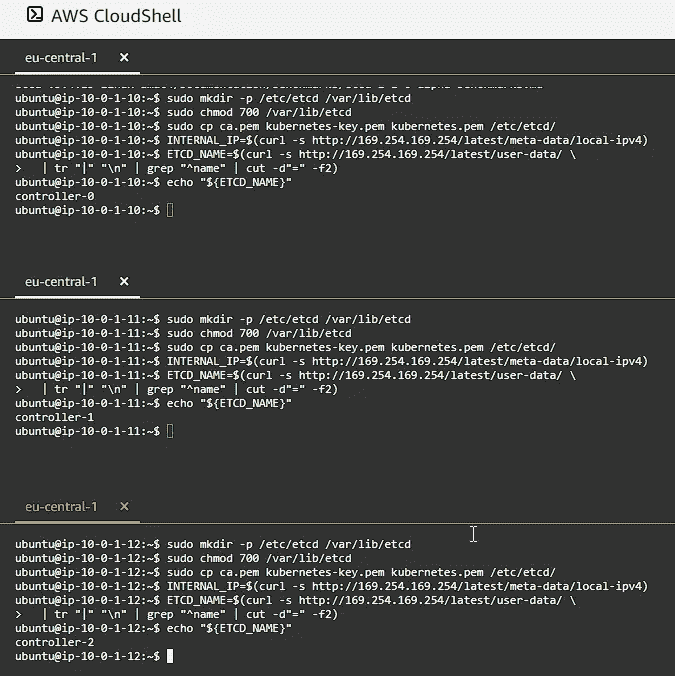 AWS CloudShell
eu-central-1 ×
ubuntu@ip-10-0-1-10:~$ sudo mkdir -p /etc/etcd /var/lib/etcd
ubuntu@ip-10-0-1-10:~$ sudo chmod 700 /var/lib/etcd
ubuntu@ip-10-0-1-10:~$ sudo cp ca.pem kubernetes-key.pem kubernetes.pem /etc/etcd/
ubuntu@ip-10-0-1-10:~$ INTERNAL_IP=$(curl -s http://169.254.169.254/latest/meta-data/local-ipv4)
ubuntu@ip-10-0-1-10:~$ ETCD_NAME=$(curl -s http://169.254.169.254/latest/user-data/ \
>   | tr "|" "\n" | grep "^name" | cut -d"=" -f2)
ubuntu@ip-10-0-1-10:~$ echo "${ETCD_NAME}"
controller-0
ubuntu@ip-10-0-1-10:~$
eu-central-1 ×
ubuntu@ip-10-0-1-11:~$ sudo mkdir -p /etc/etcd /var/lib/etcd
ubuntu@ip-10-0-1-11:~$ sudo chmod 700 /var/lib/etcd
ubuntu@ip-10-0-1-11:~$ sudo cp ca.pem kubernetes-key.pem kubernetes.pem /etc/etcd/
ubuntu@ip-10-0-1-11:~$ INTERNAL_IP=$(curl -s http://169.254.169.254/latest/meta-data/local-ipv4)
ubuntu@ip-10-0-1-11:~$ ETCD_NAME=$(curl -s http://169.254.169.254/latest/user-data/ \
>   | tr "|" "\n" | grep "^name" | cut -d"=" -f2)
ubuntu@ip-10-0-1-11:~$ echo "${ETCD_NAME}"
controller-1
ubuntu@ip-10-0-1-11:~$
eu-central-1 ×
ubuntu@ip-10-0-1-12:~$ sudo mkdir -p /etc/etcd /var/lib/etcd
ubuntu@ip-10-0-1-12:~$ sudo chmod 700 /var/lib/etcd
ubuntu@ip-10-0-1-12:~$ sudo cp ca.pem kubernetes-key.pem kubernetes.pem /etc/etcd/
ubuntu@ip-10-0-1-12:~$ INTERNAL_IP=$(curl -s http://169.254.169.254/latest/meta-data/local-ipv4)
ubuntu@ip-10-0-1-12:~$ ETCD_NAME=$(curl -s http://169.254.169.254/latest/user-data/ \
>   | tr "|" "\n" | grep "^name" | cut -d"=" -f2)
ubuntu@ip-10-0-1-12:~$ echo "${ETCD_NAME}"
controller-2
ubuntu@ip-10-0-1-12:~$